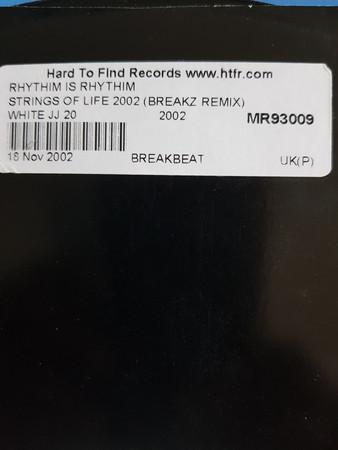 Hard To Find Records www.htfr.com
RHYTHIM IS RHYTHIM
STRINGS OF LIFE 2002 (BREAKZ REMIX)
WHITE JJ 20 2002 MR93009
18 Nov 2002 BREAKBEAT UK(P)